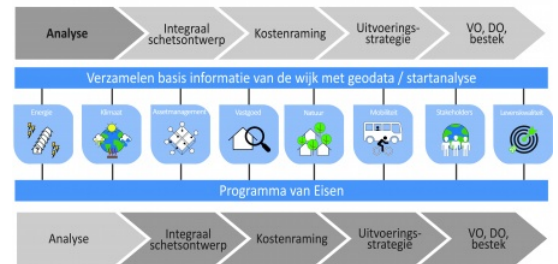 Analyse
Integraal
schetsontwerp
Kostenraming
Uitvoerings-
strategie
VO, DO,
bestek
Verzamelen basis informatie van de wijk met geodata / startanalyse
Energie
Klimaat
Assetmanagement
Vastgoed
Natuur
Mobiliteit
Stakeholders
Levenskwaliteit
Programma van Eisen
Analyse
Integraal
schetsontwerp
Kostenraming
Uitvoerings-
strategie
VO, DO,
bestek